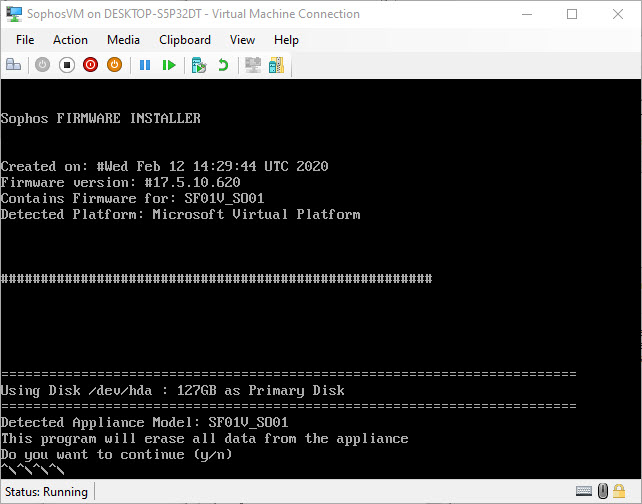 SophosVM on DESKTOP-S5P32DT - Virtual Machine Connection
File Action Media Clipboard View Help
Sophos FIRMWARE INSTALLER
Created on: #Wed Feb 12 14:29:44 UTC 2020
Firmware version: #17.5.10.620
Contains Firmware for: SF01V_SO01
Detected Platform: Microsoft Virtual Platform
######################################################
========================================================================
Using Disk /dev/hda : 127GB as Primary Disk
========================================================================
Detected Appliance Model: SF01V_SO01
This program will erase all data from the appliance
Do you want to continue (y/n)
^\^\^\^\
Status: Running